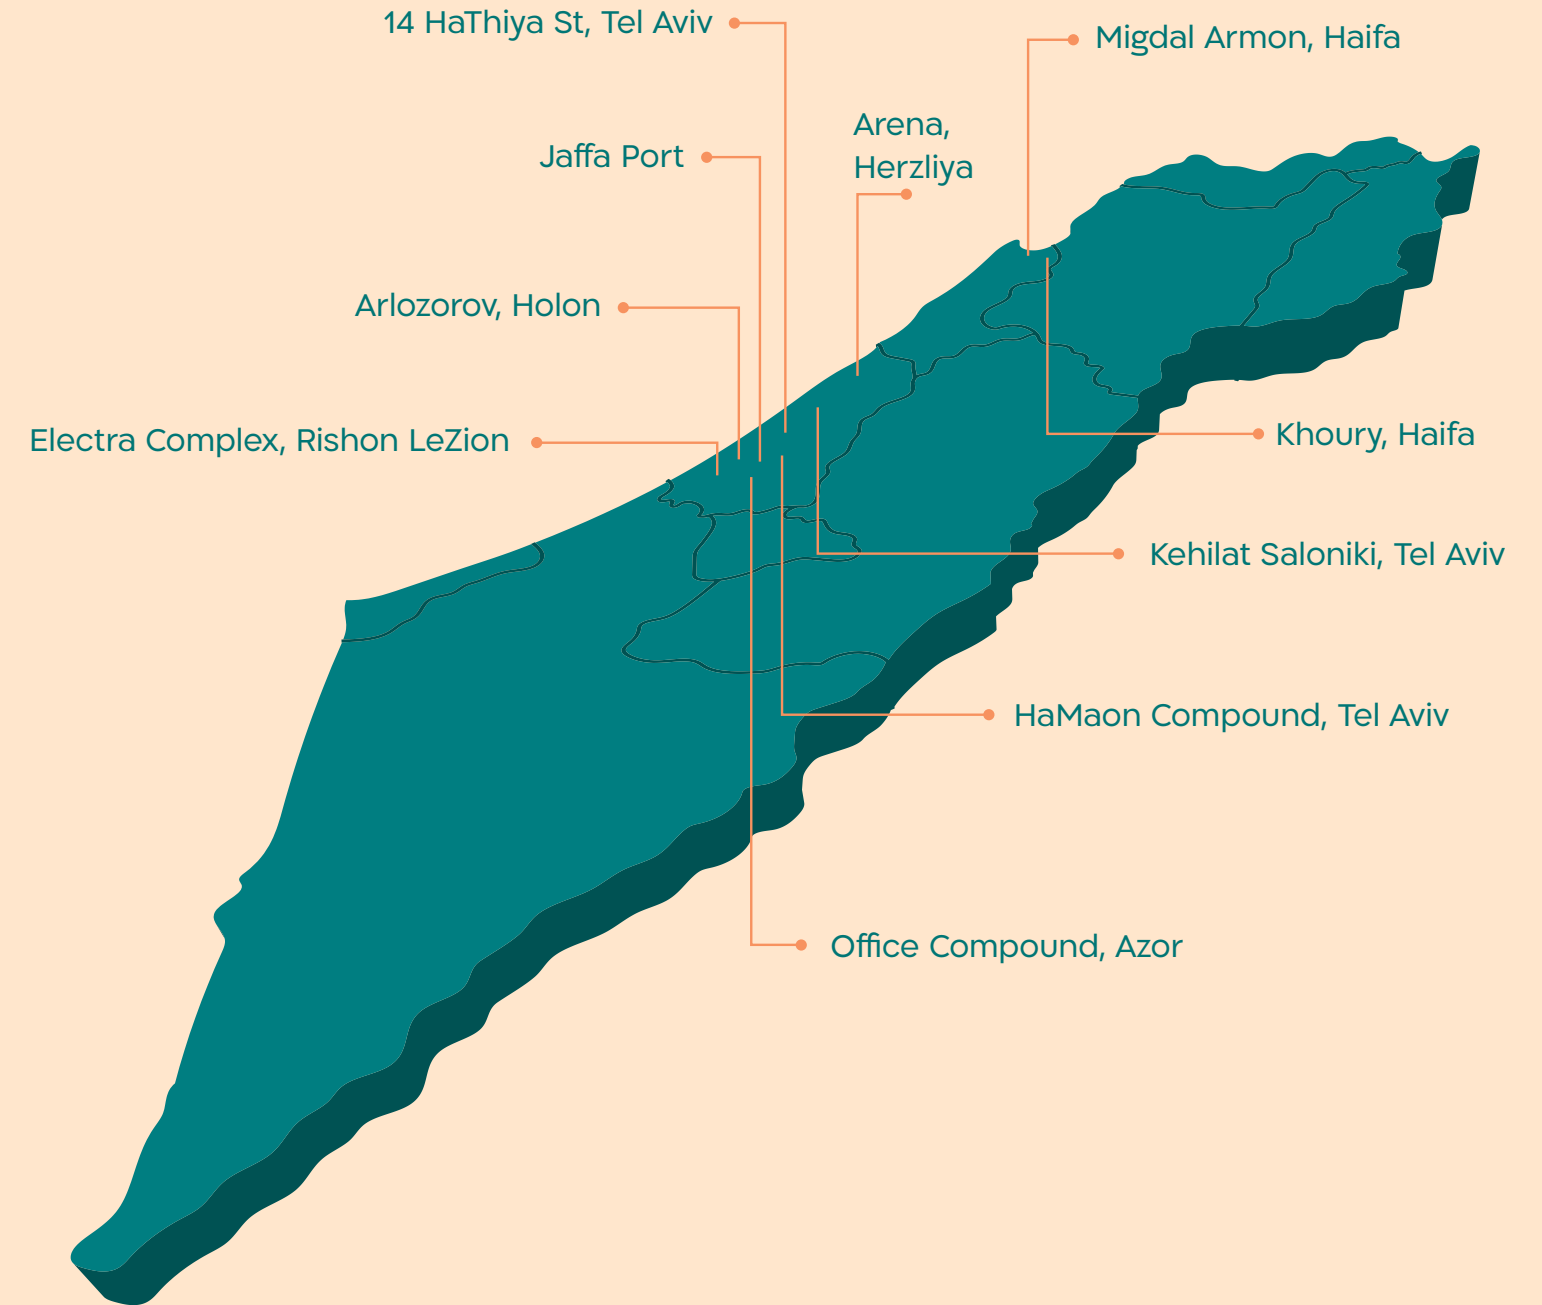 14 HaThiya St, Tel Aviv
Migdal Armon, Haifa
Arena,
Herzliya
Jaffa Port
Arlozorov, Holon
Electra Complex, Rishon LeZion
Khoury, Haifa
Kehilat Saloniki, Tel Aviv
HaMaon Compound, Tel Aviv
Office Compound, Azor